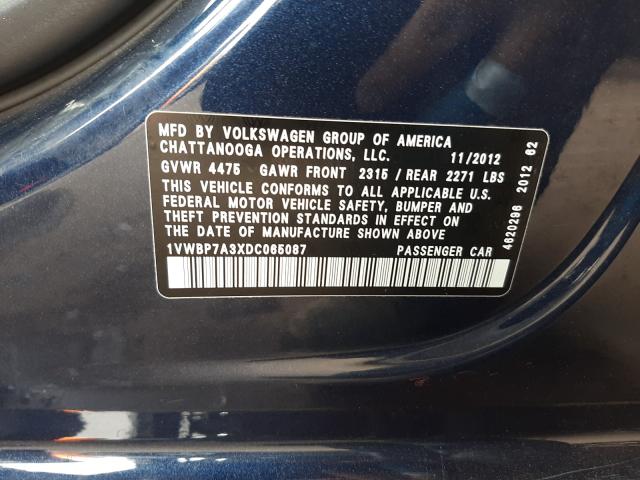 MFD BY VOLKSWAGEN GROUP OF AMERICA
CHATTANOOGA OPERATIONS, LLC. 11/2012
GVWR 4475 GAWR FRONT 2315 / REAR 2271 LBS
THIS VEHICLE CONFORMS TO ALL APPLICABLE U.S.
FEDERAL MOTOR VEHICLE SAFETY, BUMPER AND
THEFT PREVENTION STANDARDS IN EFFECT ON
THE DATE OF MANUFACTURE SHOWN ABOVE
1VWBP7A3XDC065087 PASSENGER CAR
4620296 2012 62